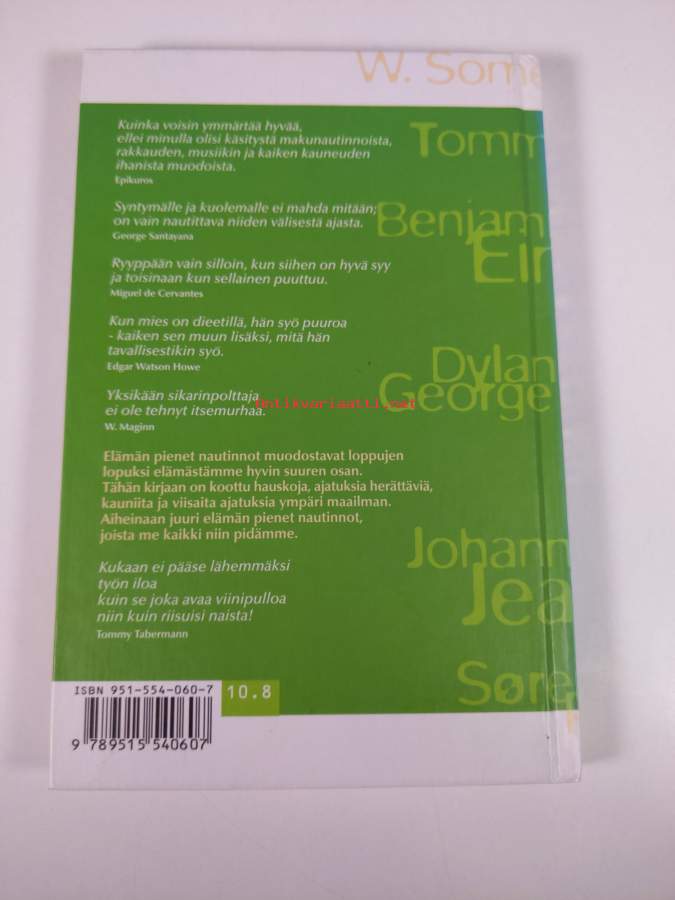 W. Some
Kuinka voisin ymmärtää hyvää,
ellei minulla olisi käsitystä makunautinnoista,
rakkauden, musiikin ja kaiken kauneuden
ihanista muodoista.
Epikuros
Tomm
Syntymälle ja kuolemalle ei mahda mitään;
on vain nautittava niiden välisestä ajasta.
George Santayana
Benjam
Ein
Ryyppään vain silloin, kun siihen on hyvä syy
ja toisinaan kun sellainen puuttuu.
Miguel de Cervantes
Kun mies on dieetillä, hän syö puuroa
- kaiken sen muun lisäksi, mitä hän
tavallisestikin syö.
Edgar Watson Howe
Dylan
George
Yksikään sikarinpolttaja
ei ole tehnyt itsemurhaa.
W. Maginn
Antikvariaatti.net
Elämän pienet nautinnot muodostavat loppujen
lopuksi elämästämme hyvin suuren osan.
Tähän kirjaan on koottu hauskoja, ajatuksia herättäviä,
kauniita ja viisaita ajatuksia ympäri maailman.
Aiheinaan juuri elämän pienet nautinnot,
joista me kaikki niin pidämme.
Johann
Jea
Kukaan ei pääse lähemmäksi
työn iloa
kuin se joka avaa viinipulloa
niin kuin riisuisi naista!
Tommy Tabermann
Søre
ISBN 951-554-060-7
10.8
9 789515 540607